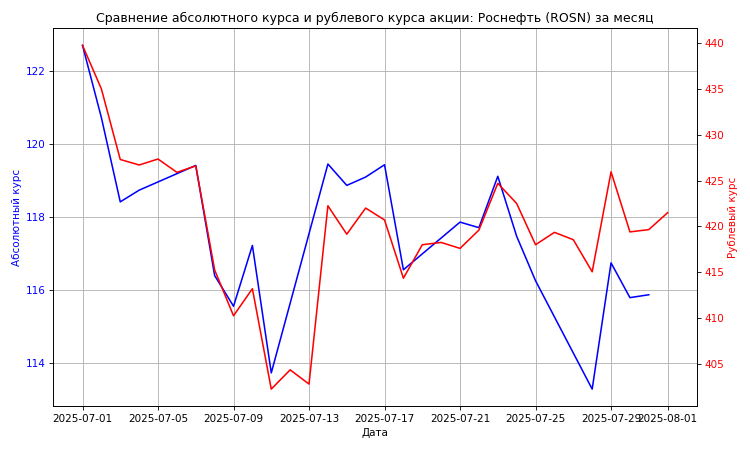 Сравнение абсолютного курса и рублевого курса акции: Роснефть (ROSN) за месяц
Абсолютный курс
122
120
118
116
114
440
435
430
425
420
415
410
405
Рублевый курс
2025-07-01 2025-07-05 2025-07-09 2025-07-13 2025-07-17 2025-07-21 2025-07-25 2025-07-29 2025-08-01
Дата